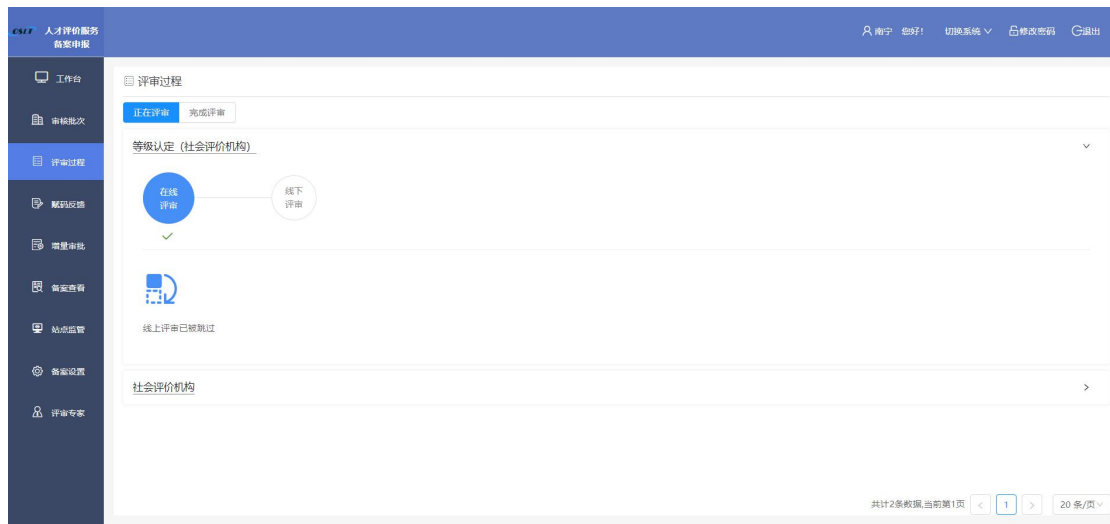 OSTT 人才评价服务
备案申报
南宁 您好! 切换系统 修改密码 退出
工作台
审核批次
评审过程
赋码反馈
增量审批
备案查看
站点监管
备案设置
评审专家
评审过程
正在评审 完成评审
等级认定（社会评价机构）
在线
评审
线下
评审
线上评审已被跳过
社会评价机构
共计2条数据,当前第1页 < 1 > 20 条/页